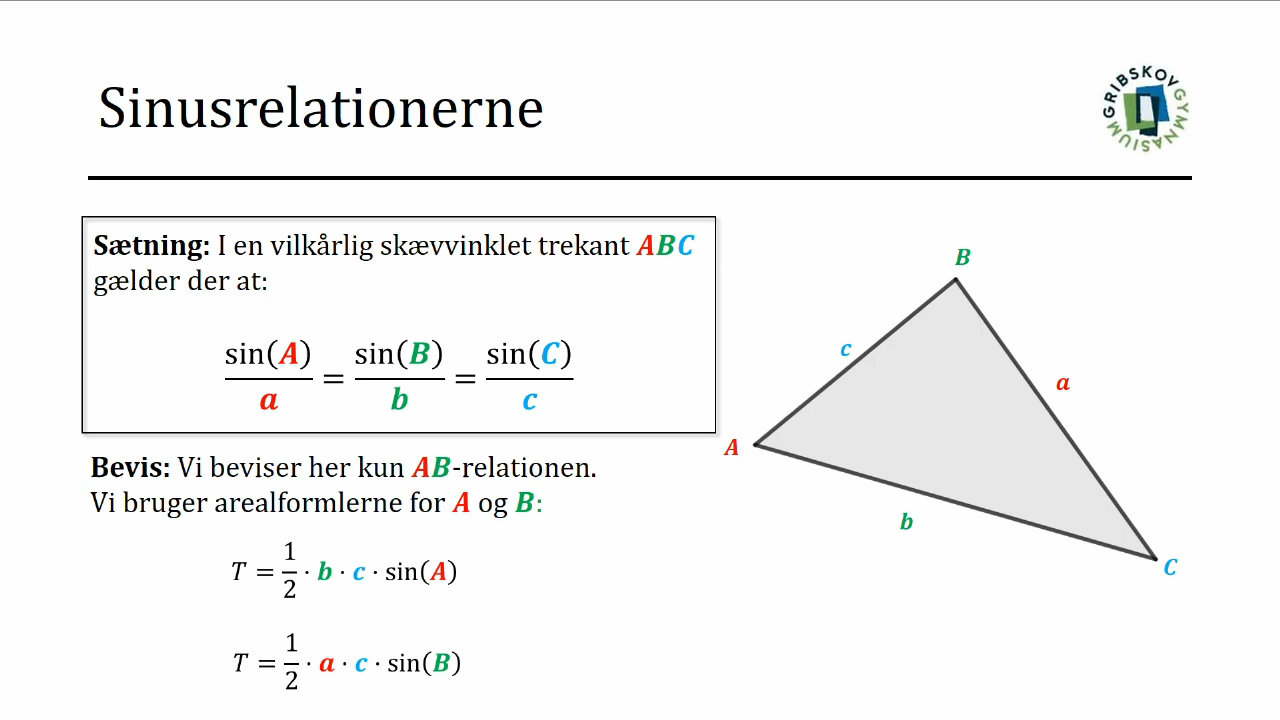 Sinusrelationerne
GRIBSKOV GYMNASIUM
Sætning: I en vilkårlig skævvinklet trekant ABC
gælder der at:
sin(A)/a = sin(B)/b = sin(C)/c
Bevis: Vi beviser her kun AB-relationen.
Vi bruger arealformlerne for A og B:
T = 1/2 · b · c · sin(A)
T = 1/2 · a · c · sin(B)
B
c
a
A
b
C